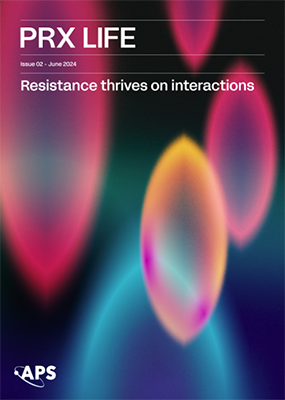 PRX LIFE
Issue 02 - June 2024
Resistance thrives on interactions
APS